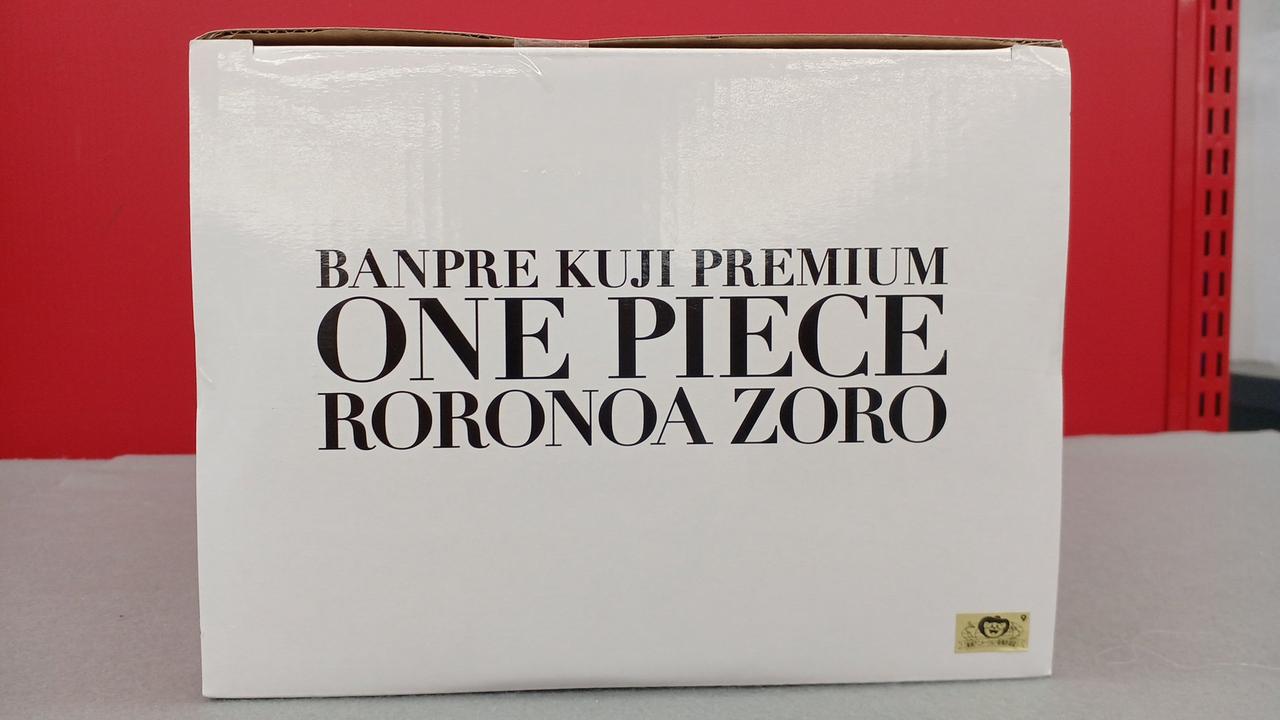 BANPRE KUJI PREMIUM
ONE PIECE
RORONOA ZORO